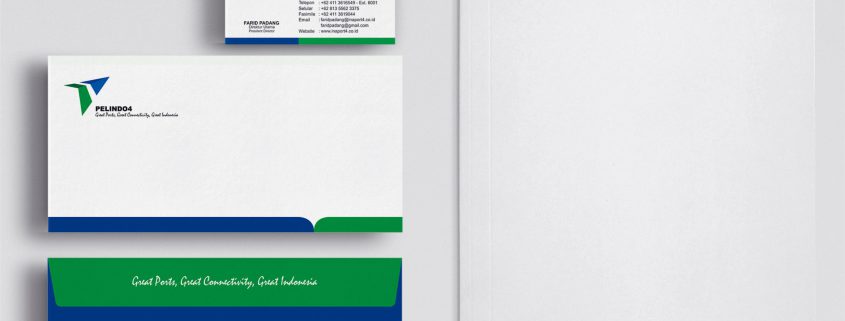 Telepon : +62 411 3616549 - Ext. 8001
Selular : +62 813 5562 3375
Faximile : +62 411 3619044
Email : faridpadang@inaport4.co.id
faridpadang@gmail.com
Website : www.inaport4.co.id
FARID PADANG
Direktur Utama
President Director
PELINDO4
Great Ports, Great Connectivity, Great Indonesia
Great Ports, Great Connectivity, Great Indonesia